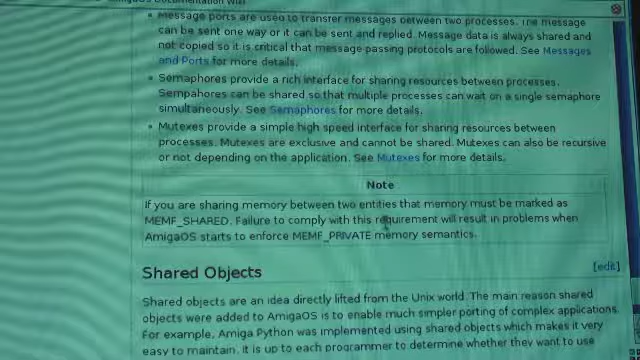 AmigaOS Documentation Wiki
• Message ports are used to transfer messages between two processes. The message
can be sent one way or it can be sent and replied. Message data is always shared and
not copied so it is critical that message passing protocols are followed. See Messages
and Ports for more details.
• Semaphores provide a rich interface for sharing resources between processes.
Sempahores can be shared so that multiple processes can wait on a single semaphore
simultaneously. See Semaphores for more details.
• Mutexes provide a simple high speed interface for sharing resources between
processes. Mutexes are exclusive and cannot be shared. Mutexes can also be recursive
or not depending on the application. See Mutexes for more details.
Note
If you are sharing memory between two entities that memory must be marked as
MEMF_SHARED. Failure to comply with this requirement will result in problems when
AmigaOS starts to enforce MEMF_PRIVATE memory semantics.
Shared Objects
[edit]
Shared objects are an idea directly lifted from the Unix world. The main reason shared
objects were added to AmigaOS is to enable much simpler porting of complex applications.
For example, Amiga Python was implemented using shared objects which makes it very
easy to maintain. It is up to each programmer to determine whether they want to use